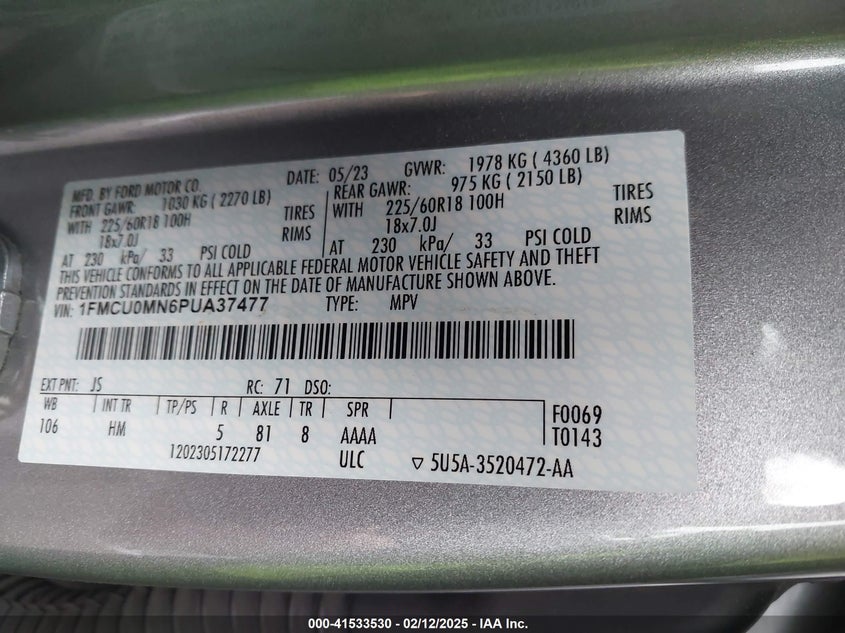 MFD. BY FORD MOTOR CO. DATE: 05/23 GVWR: 1978 KG ( 4360 LB)
FRONT GAWR: 1030 KG ( 2270 LB) REAR GAWR: 975 KG ( 2150 LB)
WITH 225/60R18 100H TIRES WITH 225/60R18 100H TIRES
18x7.0J RIMS 18x7.0J RIMS
AT 230 kPa/ 33 PSI COLD AT 230 kPa/ 33 PSI COLD
THIS VEHICLE CONFORMS TO ALL APPLICABLE FEDERAL MOTOR VEHICLE SAFETY AND THEFT
PREVENTION STANDARDS IN EFFECT ON THE DATE OF MANUFACTURE SHOWN ABOVE.
VIN: 1FMCU0MN6PUA37477 TYPE: MPV
EXT PNT: JS RC: 71 DSO:
WB INT TR TP/PS R AXLE TR SPR F0069
106 HM 5 81 8 AAAA T0143
1202305172277 ULC ▽ 5U5A-3520472-AA
000-41533530 - 02/12/2025 - IAA Inc.